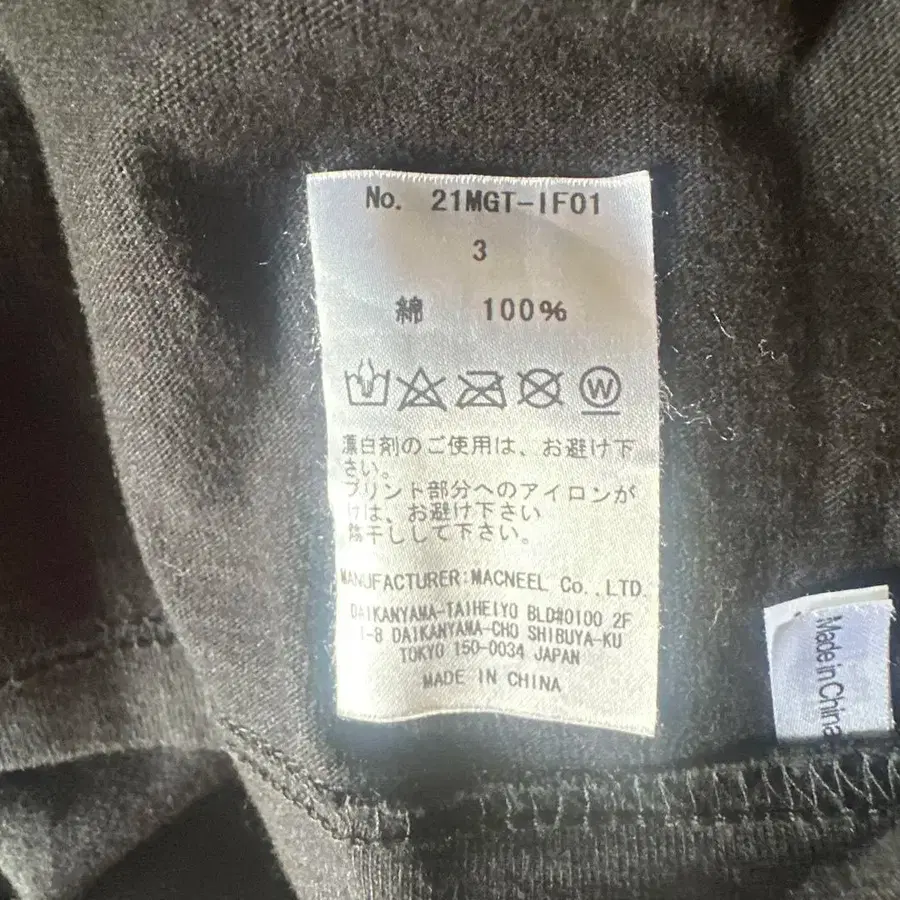 No. 21MGT-IF01
3
綿 100%
W
漂白剤のご使用は、お避け下
さい。
プリント部分へのアイロンが
けは、お避け下さい
陰干しして下さい。
MANUFACTURER:MACNEEL Co.,LTD.
DAIKANYAMA-TAIHEIYO BLD#0100 2F
1-8 DAIKANYAMA-CHO SHIBUYA-KU
TOKYO 150-0034 JAPAN
MADE IN CHINA
Made in China